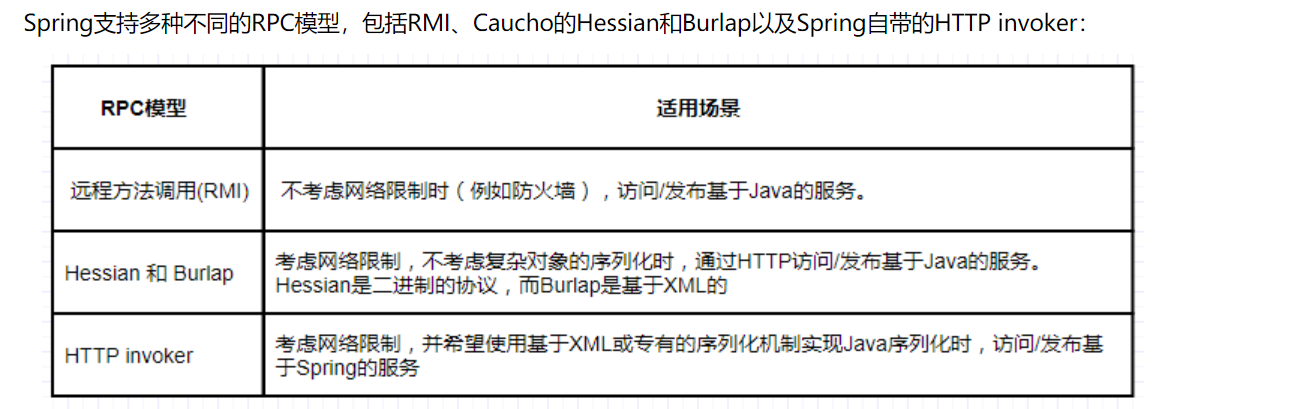 Spring支持多种不同的RPC模型，包括RMI、Caucho的Hessian和Burlap以及Spring自带的HTTP invoker：
RPC模型
适用场景
远程方法调用(RMI)
不考虑网络限制时（例如防火墙），访问/发布基于Java的服务。
Hessian 和 Burlap
考虑网络限制，不考虑复杂对象的序列化时，通过HTTP访问/发布基于Java的服务。
Hessian是二进制的协议，而Burlap是基于XML的
HTTP invoker
考虑网络限制，并希望使用基于XML或专有的序列化机制实现Java序列化时，访问/发布基
于Spring的服务